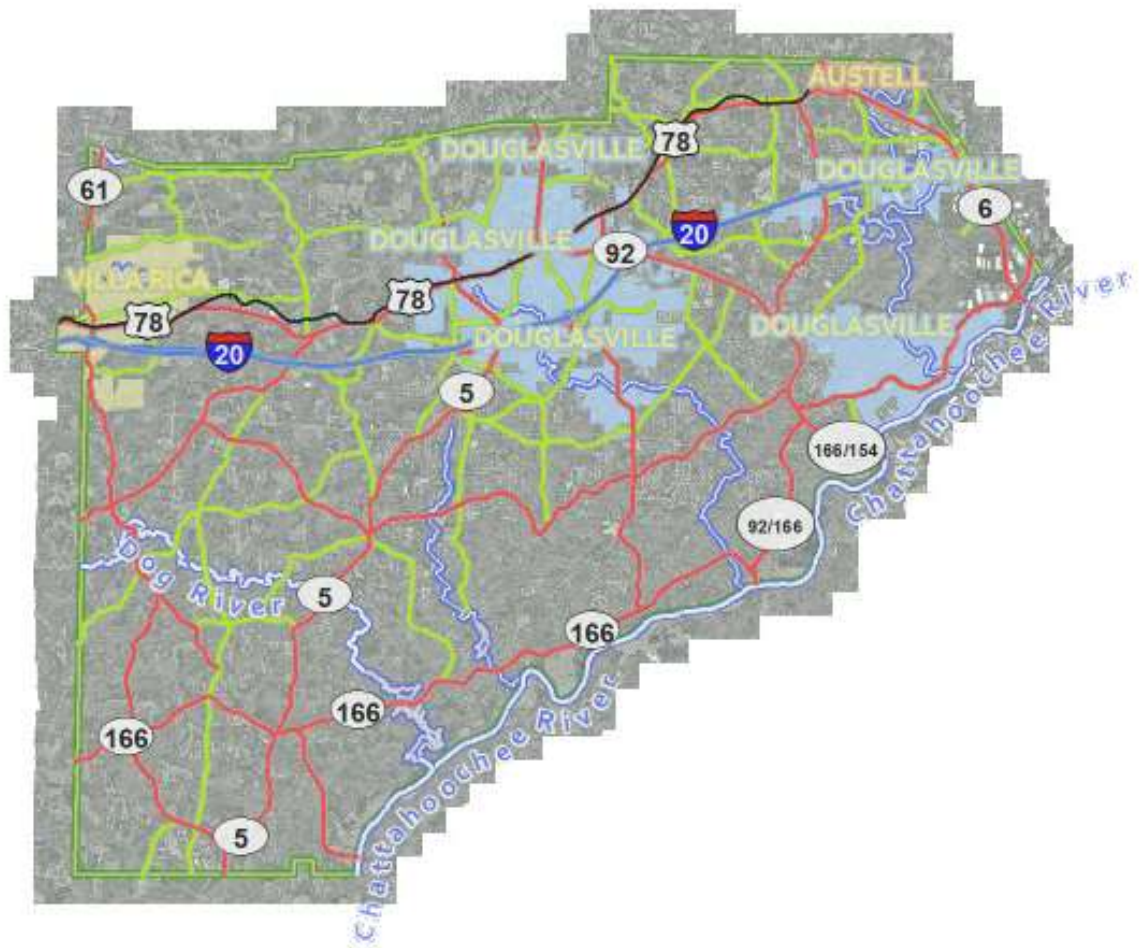 AUSTELL
78
DOUGLASVILLE
DOUGLASVILLE
61
6
20
DOUGLASVILLE
92
VILLA RICA
78
Chattahoochee River
78
DOUGLASVILLE
DOUGLASVILLE
20
5
166/154
92/166
Dog River
5
166
166
166
Chattahoochee River
5